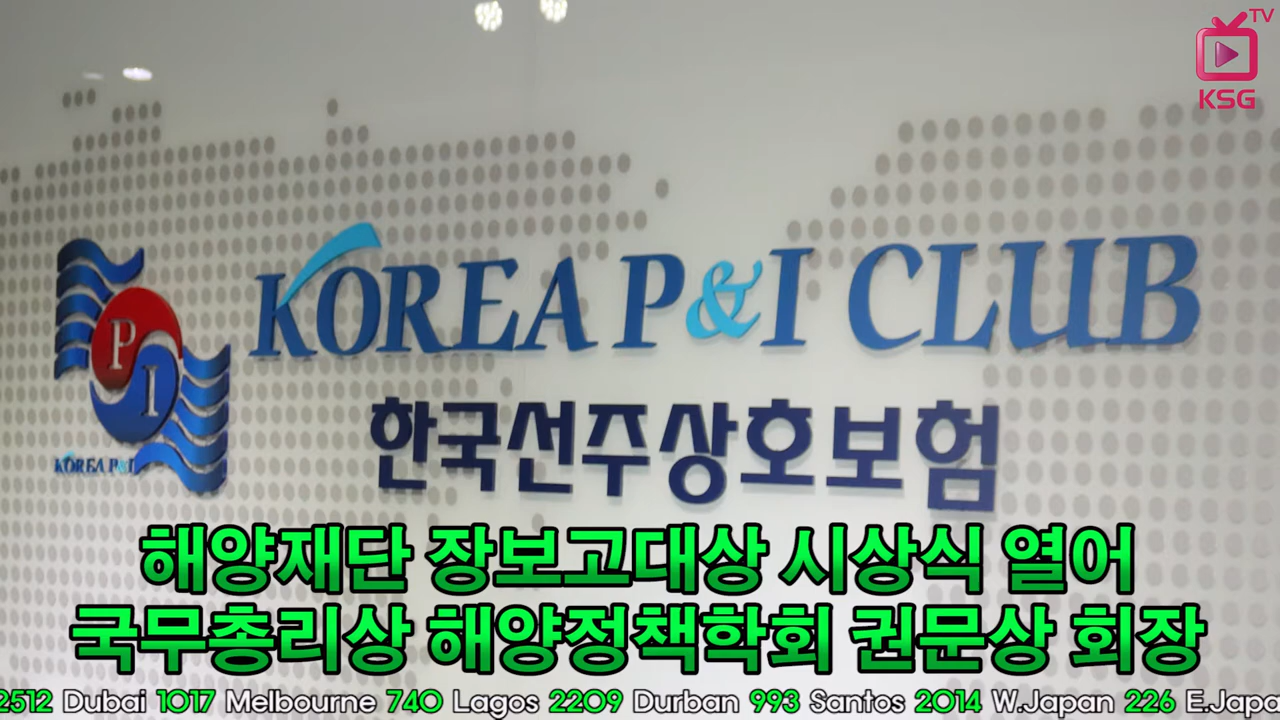 TV
KSG
KOREA P&I CLUB
P
I
KOREA P&I
한국선주상호보험
해양재단 장보고대상 시상식 열어
국무총리상 해양정책학회 권문상 회장
2512 Dubai 1017 Melbourne 740 Lagos 2209 Durban 993 Santos 2014 W.Japan 226 E.Japa